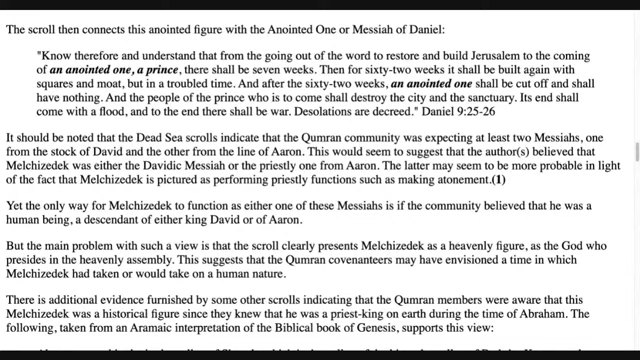 The scroll then connects this anointed figure with the Anointed One or Messiah of Daniel:
"Know therefore and understand that from the going out of the word to restore and build Jerusalem to the coming
of an anointed one, a prince, there shall be seven weeks. Then for sixty-two weeks it shall be built again with
squares and moat, but in a troubled time. And after the sixty-two weeks, an anointed one shall be cut off and shall
have nothing. And the people of the prince who is to come shall destroy the city and the sanctuary. Its end shall
come with a flood, and to the end there shall be war. Desolations are decreed." Daniel 9:25-26
It should be noted that the Dead Sea scrolls indicate that the Qumran community was expecting at least two Messiahs, one
from the stock of David and the other from the line of Aaron. This would seem to suggest that the author(s) believed that
Melchizedek was either the Davidic Messiah or the priestly one from Aaron. The latter may seem to be more probable in light
of the fact that Melchizedek is pictured as performing priestly functions such as making atonement.(1)
Yet the only way for Melchizedek to function as either one of these Messiahs is if the community believed that he was a
human being, a descendant of either king David or of Aaron.
But the main problem with such a view is that the scroll clearly presents Melchizedek as a heavenly figure, as the God who
presides in the heavenly assembly. This suggests that the Qumran covenanteers may have envisioned a time in which
Melchizedek had taken or would take on a human nature.
There is additional evidence furnished by some other scrolls indicating that the Qumran members were aware that this
Melchizedek was a historical figure since they knew that he was a priest-king on earth during the time of Abraham. The
following, taken from an Aramaic interpretation of the Biblical book of Genesis, supports this view: